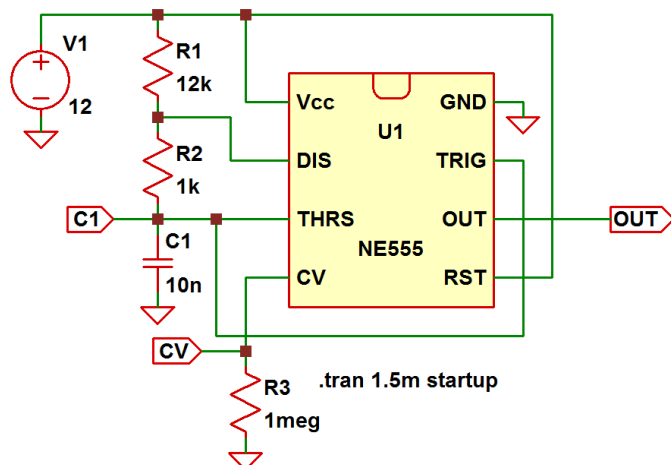 V1
12
R1
12k
R2
1k
C1
C1
10n
CV
R3
1meg
Vcc
GND
U1
DIS
TRIG
THRS
OUT
NE555
CV
RST
OUT
.tran 1.5m startup